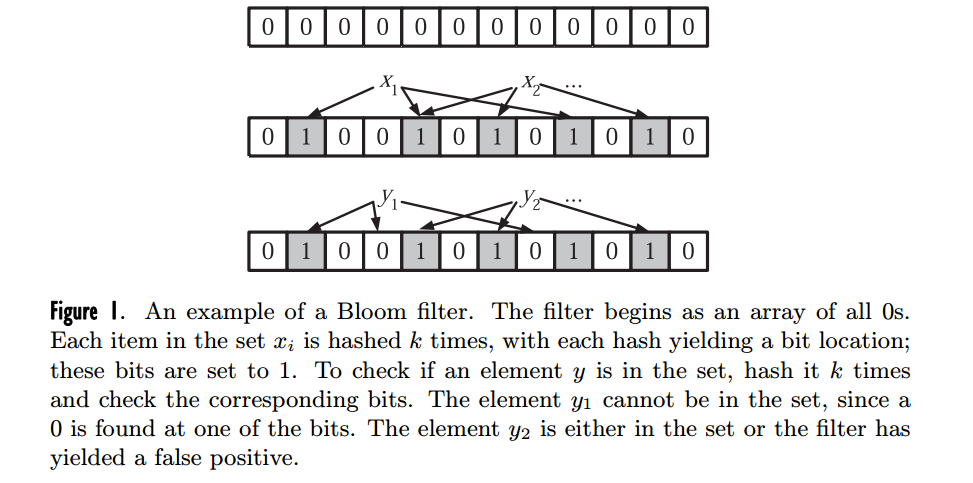 0 0 0 0 0 0 0 0 0 0 0 0
x1 x2 ...
0 1 0 0 1 0 1 0 1 0 1 0
y1 y2 ...
0 1 0 0 1 0 1 0 1 0 1 0
Figure 1. An example of a Bloom filter. The filter begins as an array of all 0s.
Each item in the set xi is hashed k times, with each hash yielding a bit location;
these bits are set to 1. To check if an element y is in the set, hash it k times
and check the corresponding bits. The element y1 cannot be in the set, since a
0 is found at one of the bits. The element y2 is either in the set or the filter has
yielded a false positive.